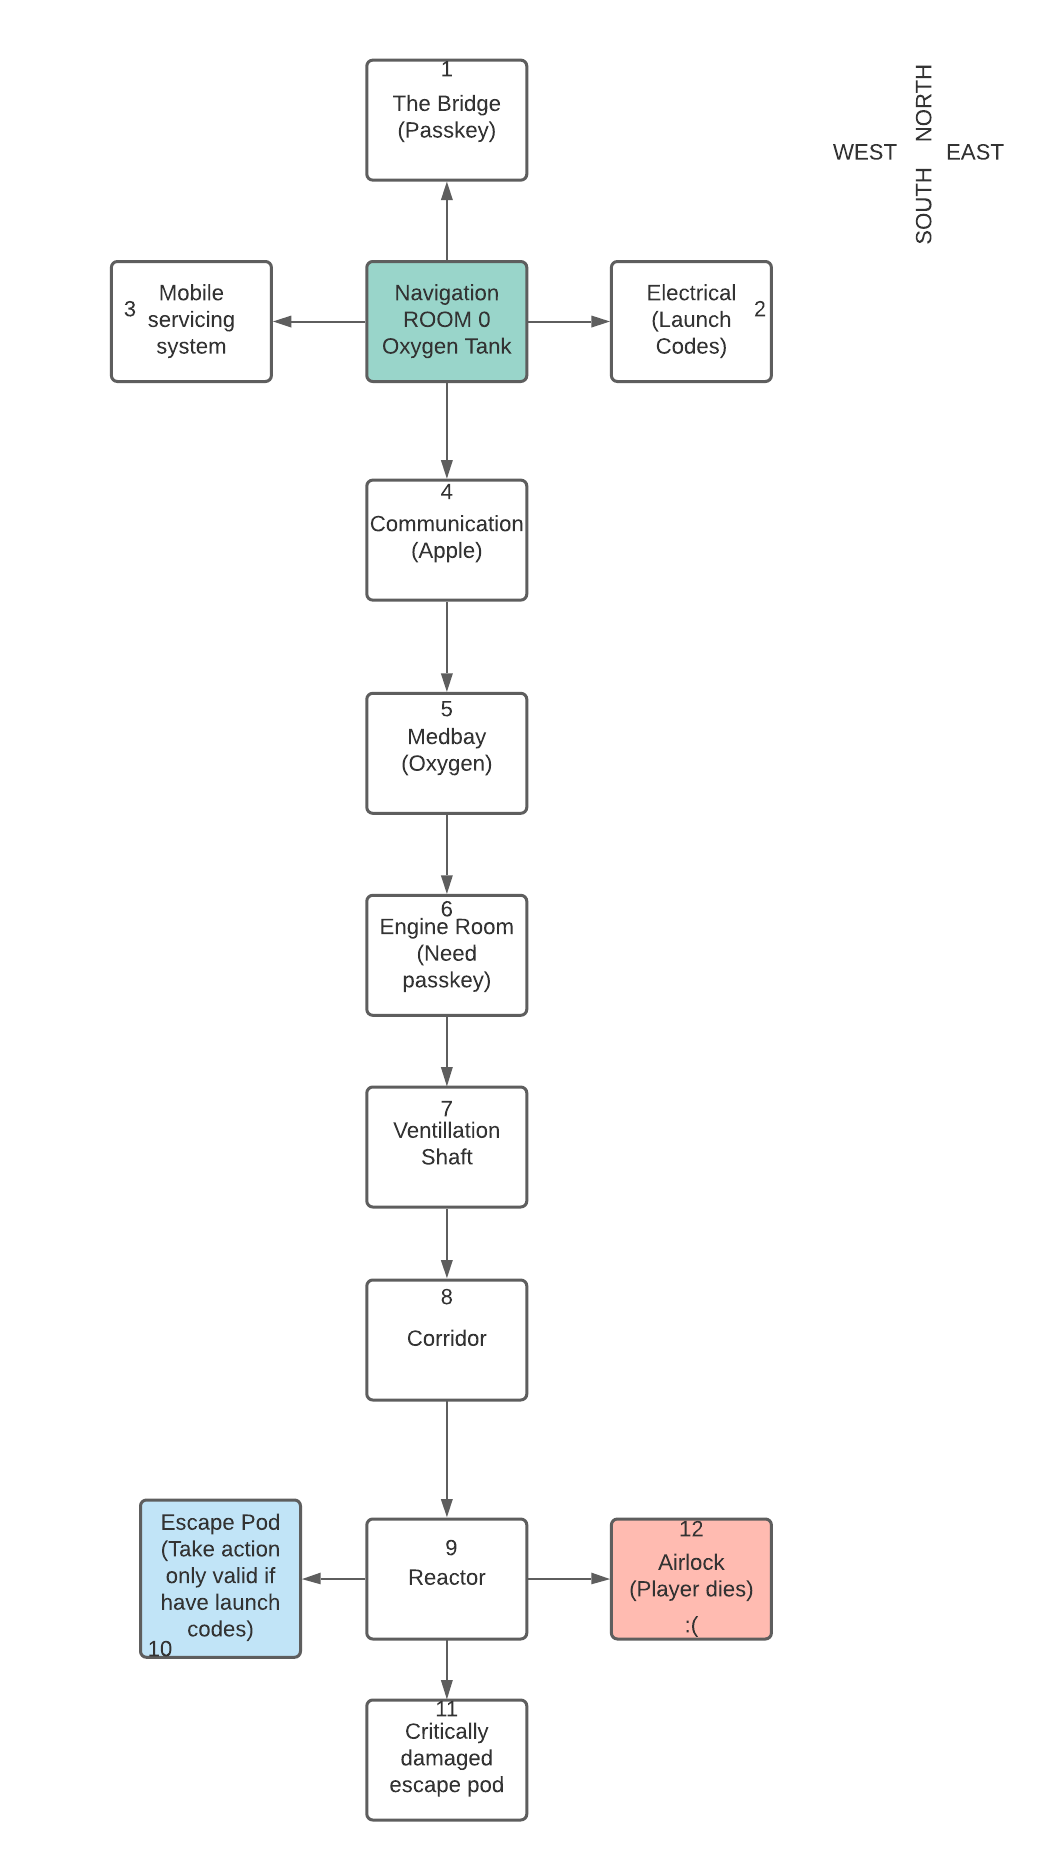 1
The Bridge
(Passkey)
NORTH
WEST
EAST
SOUTH
3
Mobile
servicing
system
Navigation
ROOM 0
Oxygen Tank
Electrical
(Launch
Codes)
2
4
Communication
(Apple)
5
Medbay
(Oxygen)
6
Engine Room
(Need
passkey)
7
Ventillation
Shaft
8
Corridor
Escape Pod
(Take action
only valid if
have launch
codes)
10
9
Reactor
12
Airlock
(Player dies)
:(
11
Critically
damaged
escape pod